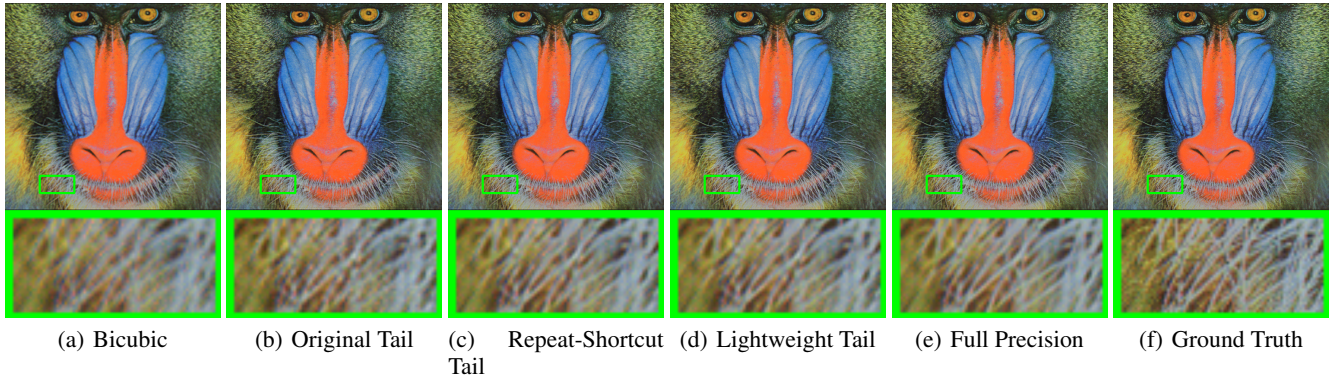 (a) Bicubic
(b) Original Tail
(c) Repeat-Shortcut
Tail
(d) Lightweight Tail
(e) Full Precision
(f) Ground Truth